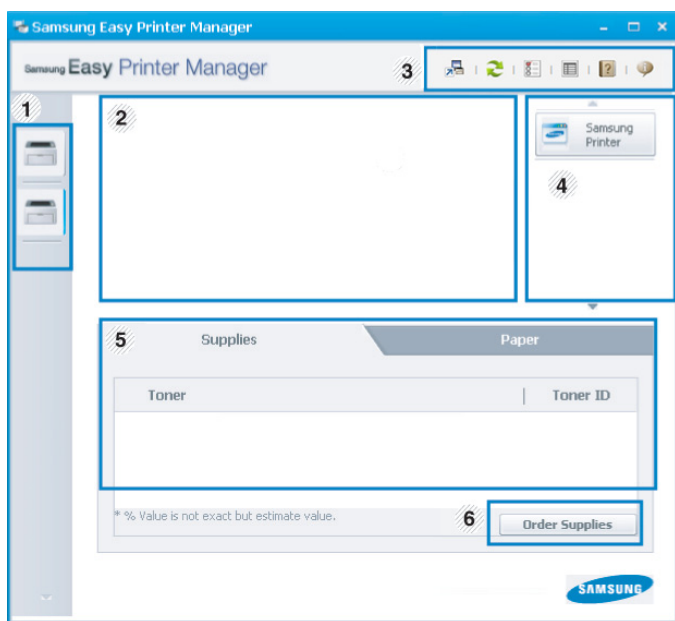 Samsung Easy Printer Manager
Samsung Easy Printer Manager
3
1
2
Samsung
Printer
4
5
Supplies
Paper
Toner
Toner ID
* % Value is not exact but estimate value.
6
Order Supplies
SAMSUNG